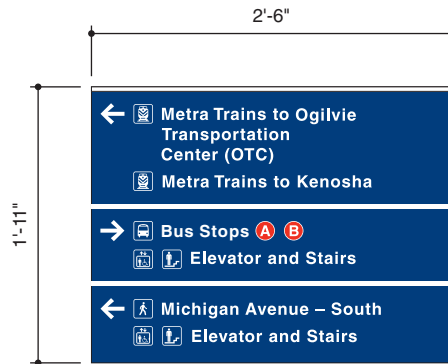 2'-6"
1'-11"
Metra Trains to Ogilvie
Transportation
Center (OTC)
Metra Trains to Kenosha
Bus Stops A B
Elevator and Stairs
Michigan Avenue – South
Elevator and Stairs